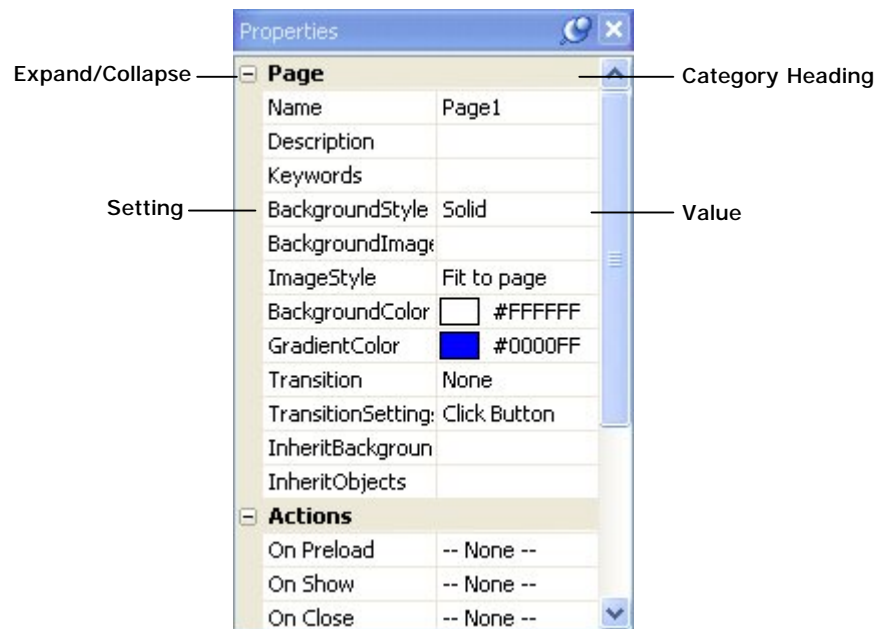 Properties
Expand/Collapse
Page
Category Heading
Name Page1
Description
Keywords
Setting
BackgroundStyle Solid
Value
BackgroundImage
ImageStyle Fit to page
BackgroundColor #FFFFFF
GradientColor #0000FF
Transition None
TransitionSettings Click Button
InheritBackgroun
InheritObjects
Actions
On Preload -- None --
On Show -- None --
On Close -- None --